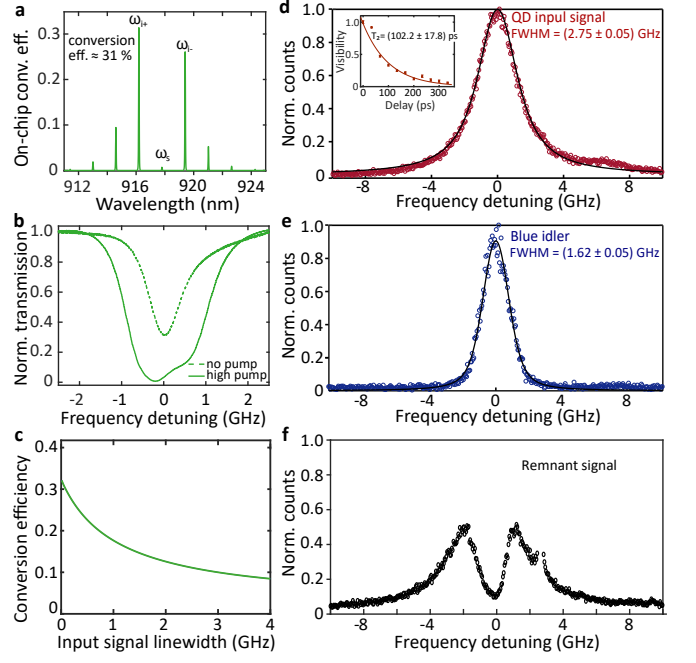 a
On-chip conv. eff.
0.3
0.2
0.1
0
conversion
eff. ≈ 31 %
ωi+
ωi-
ωs
912
916
920
924
Wavelength (nm)
b
Norm. transmission
1.0
0.8
0.6
0.4
0.2
0
no pump
high pump
-2
-1
0
1
2
Frequency detuning (GHz)
c
Conversion efficiency
0.4
0.3
0.2
0.1
0
0
1
2
3
4
Input signal linewidth (GHz)
d
Norm. counts
1.0
0.8
0.6
0.4
0.2
0.0
QD input signal
FWHM = (2.75 ± 0.05) GHz
Visibility
1.0
0.5
0.0
T₂= (102.2 ± 17.8) ps
0
100
200
300
Delay (ps)
-8
-4
0
4
8
Frequency detuning (GHz)
e
Norm. counts
1.0
0.8
0.6
0.4
0.2
0.0
Blue idler
FWHM = (1.62 ± 0.05) GHz
-8
-4
0
4
8
Frequency detuning (GHz)
f
Norm. counts
1.0
0.8
0.6
0.4
0.2
0.0
Remnant signal
-8
-4
0
4
8
Frequency detuning (GHz)